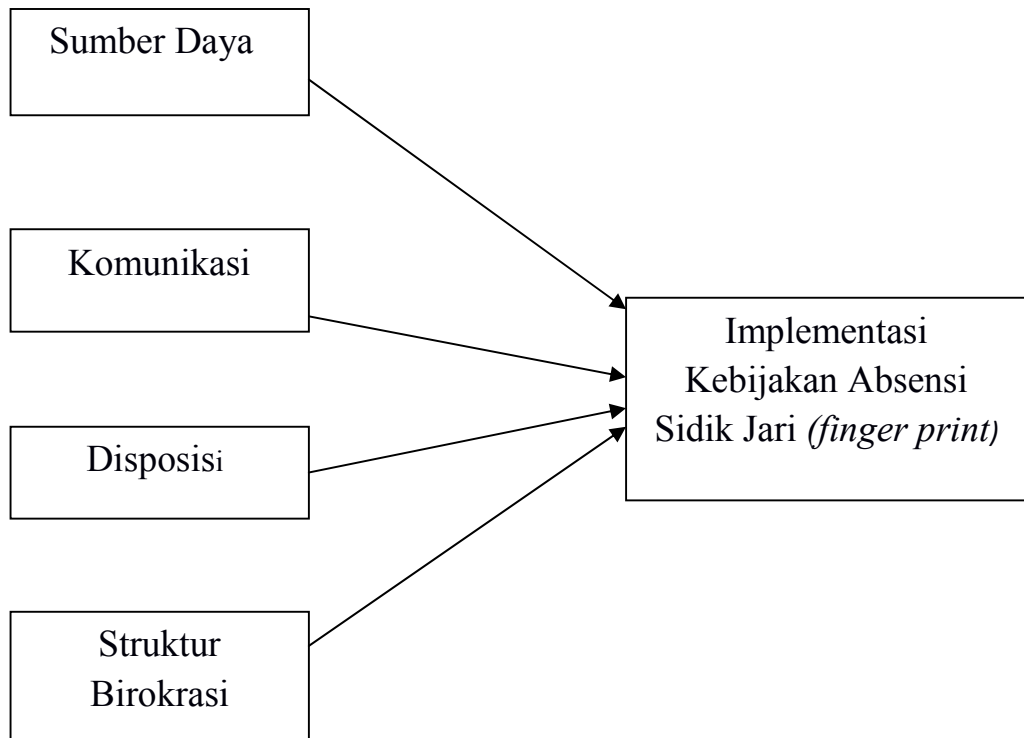 Sumber Daya
Komunikasi
Disposisi
Struktur
Birokrasi
Implementasi
Kebijakan Absensi
Sidik Jari (finger print)